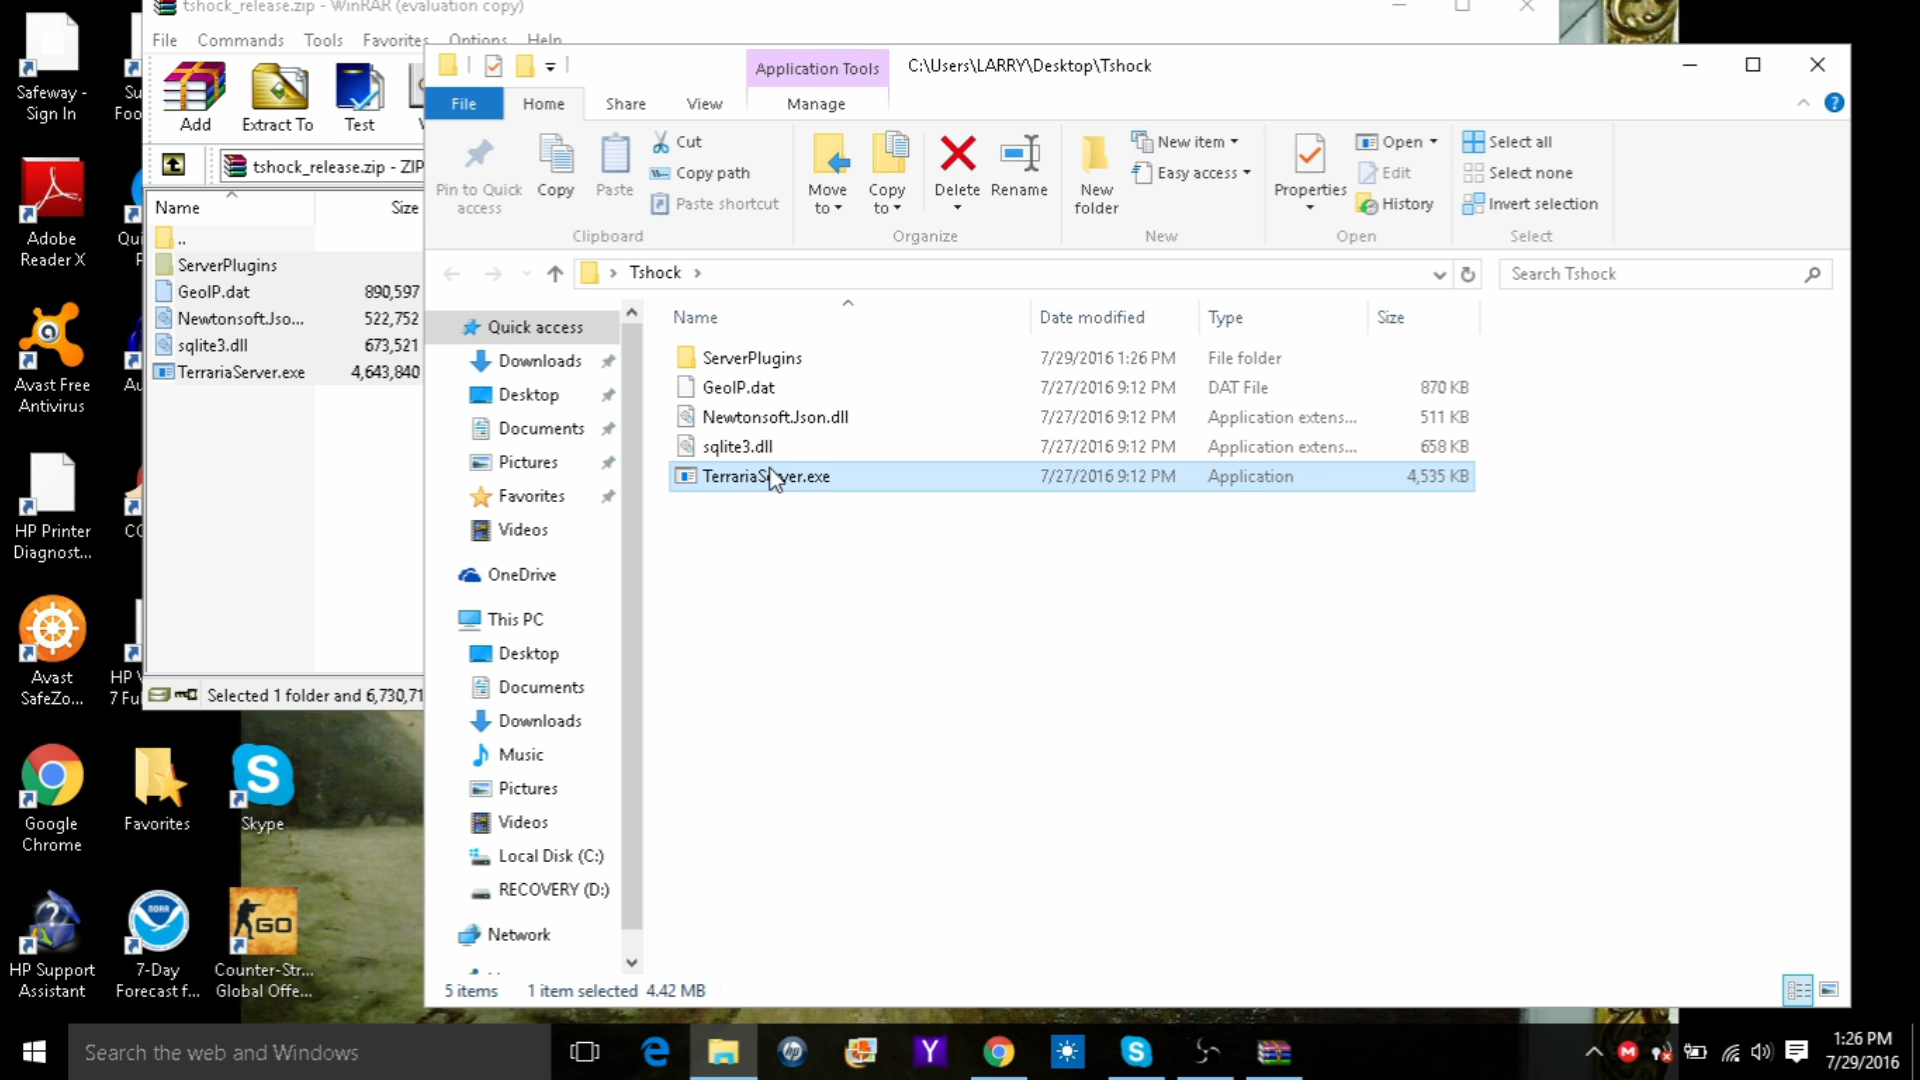 tshock_release.zip - WinRAR (evaluation copy)
File Commands Tools Favorites Options Help
Add Extract To Test
tshock_release.zip - ZIP
Name Size
..
ServerPlugins
GeoIP.dat 890,597
Newtonsoft.Jso... 522,752
sqlite3.dll 673,521
TerrariaServer.exe 4,643,840
Selected 1 folder and 6,730,71
Application Tools C:\Users\LARRY\Desktop\Tshock
File Home Share View Manage
Pin to Quick access
Copy
Paste
Cut
Copy path
Paste shortcut
Clipboard
Move to
Copy to
Delete
Rename
Organize
New folder
New item
Easy access
New
Properties
Open
Edit
History
Open
Select all
Select none
Invert selection
Select
Tshock
Search Tshock
Name Date modified Type Size
ServerPlugins 7/29/2016 1:26 PM File folder
GeoIP.dat 7/27/2016 9:12 PM DAT File 870 KB
Newtonsoft.Json.dll 7/27/2016 9:12 PM Application extens... 511 KB
sqlite3.dll 7/27/2016 9:12 PM Application extens... 658 KB
TerrariaServer.exe 7/27/2016 9:12 PM Application 4,535 KB
Quick access
Downloads
Desktop
Documents
Pictures
Favorites
Videos
OneDrive
This PC
Desktop
Documents
Downloads
Music
Pictures
Videos
Local Disk (C:)
RECOVERY (D:)
Network
5 items 1 item selected 4.42 MB
Safeway -
Sign In
Su
Foo
Adobe
Reader X
Qui
Avast Free
Antivirus
Au
HP Printer
Diagnost...
Avast
SafeZo...
HP V
7 Ful
Google
Chrome
Favorites
Skype
HP Support
Assistant
NOAA
7-Day
Forecast f...
GO
Counter-Str...
Global Offe...
Search the web and Windows
1:26 PM
7/29/2016